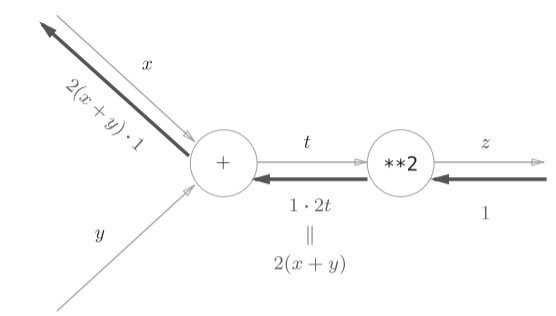 x
2(x + y) · 1
+
t
**2
z
1 · 2t
||
2(x + y)
1
y